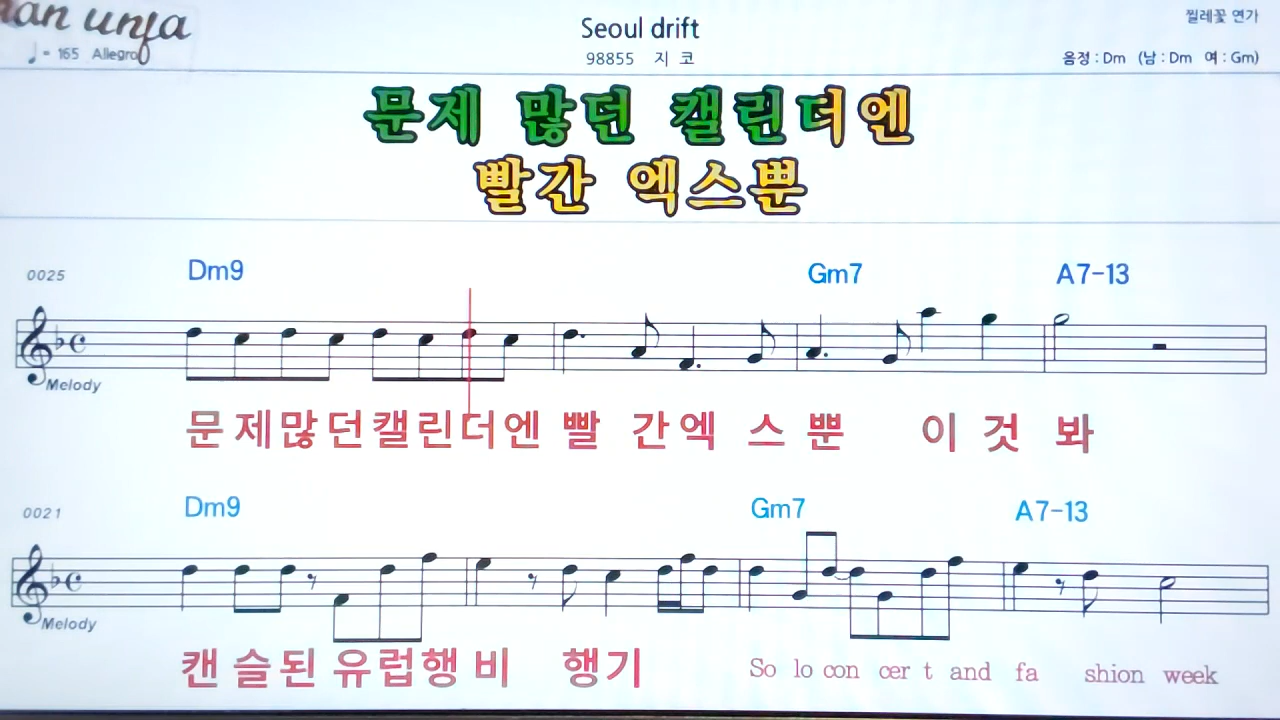 Seoul drift
찔레꽃 연가
♩= 165 Allegro
98855 지 코
음정 : Dm (남 : Dm 여 : Gm)
문제 많던 캘린더엔
빨간 엑스뿐
0025 Dm9 Gm7 A7-13
Melody
문 제 많 던 캘 린 더 엔 빨 간 엑 스 뿐 이 것 봐
0021 Dm9 Gm7 A7-13
Melody
캔 슬 된 유 럽 행 비 행 기 So lo con cer t and fa shion week